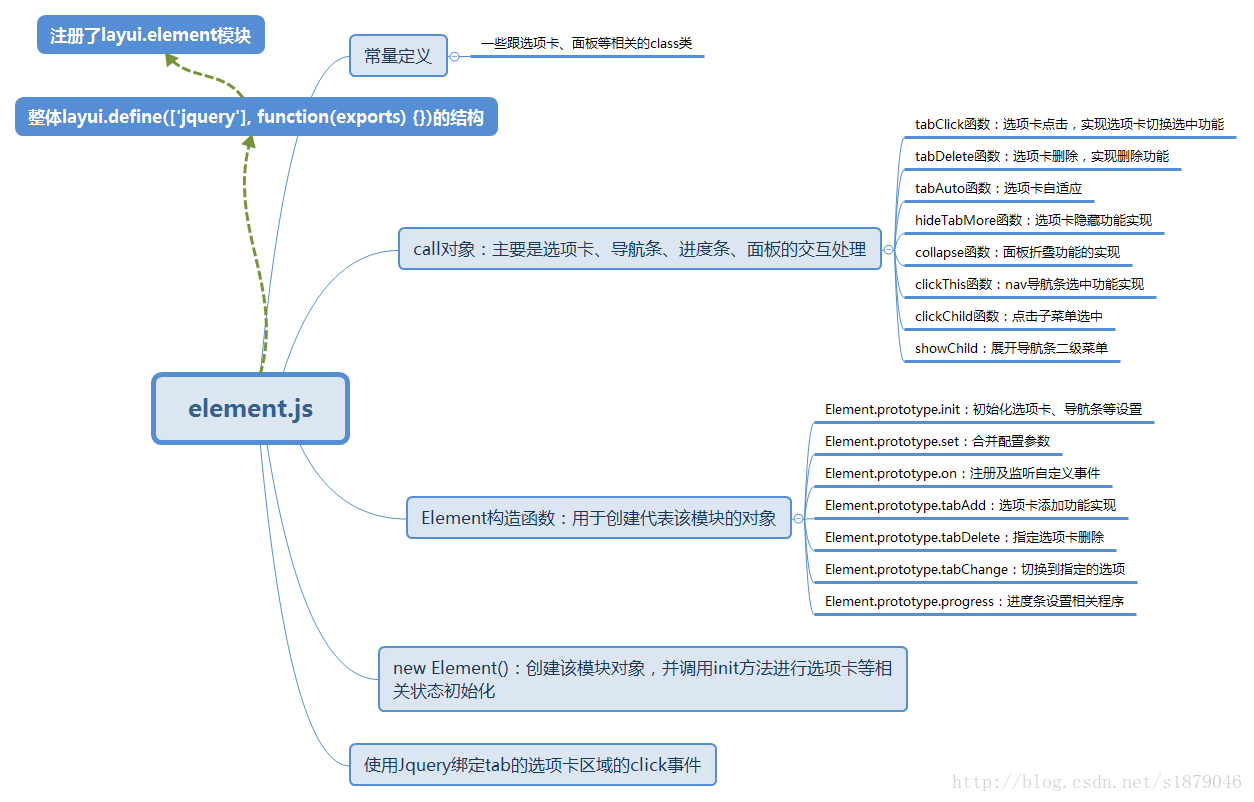 注册了layui.element模块
整体layui.define(['jquery'], function(exports) {})的结构
element.js
常量定义
一些跟选项卡、面板等相关的class类
call对象：主要是选项卡、导航条、进度条、面板的交互处理
tabClick函数：选项卡点击，实现选项卡切换选中功能
tabDelete函数：选项卡删除，实现删除功能
tabAuto函数：选项卡自适应
hideTabMore函数：选项卡隐藏功能实现
collapse函数：面板折叠功能的实现
clickThis函数：nav导航条选中功能实现
clickChild函数：点击子菜单选中
showChild：展开导航条二级菜单
Element构造函数：用于创建代表该模块的对象
Element.prototype.init：初始化选项卡、导航条等设置
Element.prototype.set：合并配置参数
Element.prototype.on：注册及监听自定义事件
Element.prototype.tabAdd：选项卡添加功能实现
Element.prototype.tabDelete：指定选项卡删除
Element.prototype.tabChange：切换到指定的选项
Element.prototype.progress：进度条设置相关程序
new Element()：创建该模块对象，并调用init方法进行选项卡等相
关状态初始化
使用Jquery绑定tab的选项卡区域的click事件
http://blog.csdn.net/s1879046